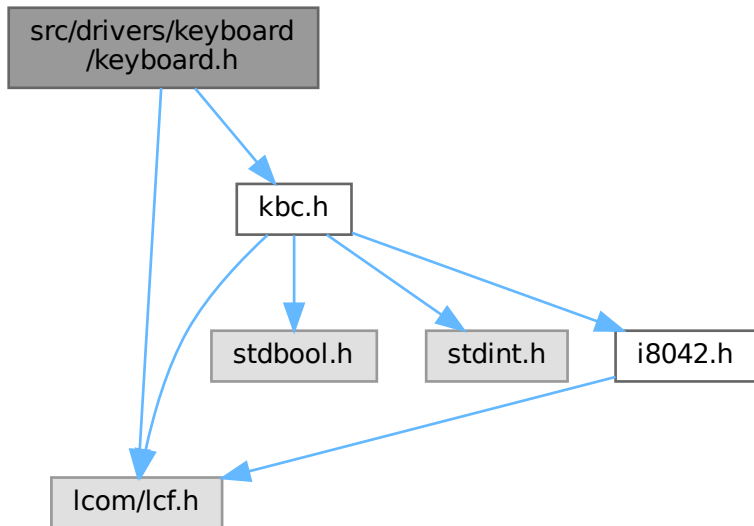 src/drivers/keyboard
/keyboard.h
kbc.h
stdbool.h
stdint.h
i8042.h
lcom/lcf.h